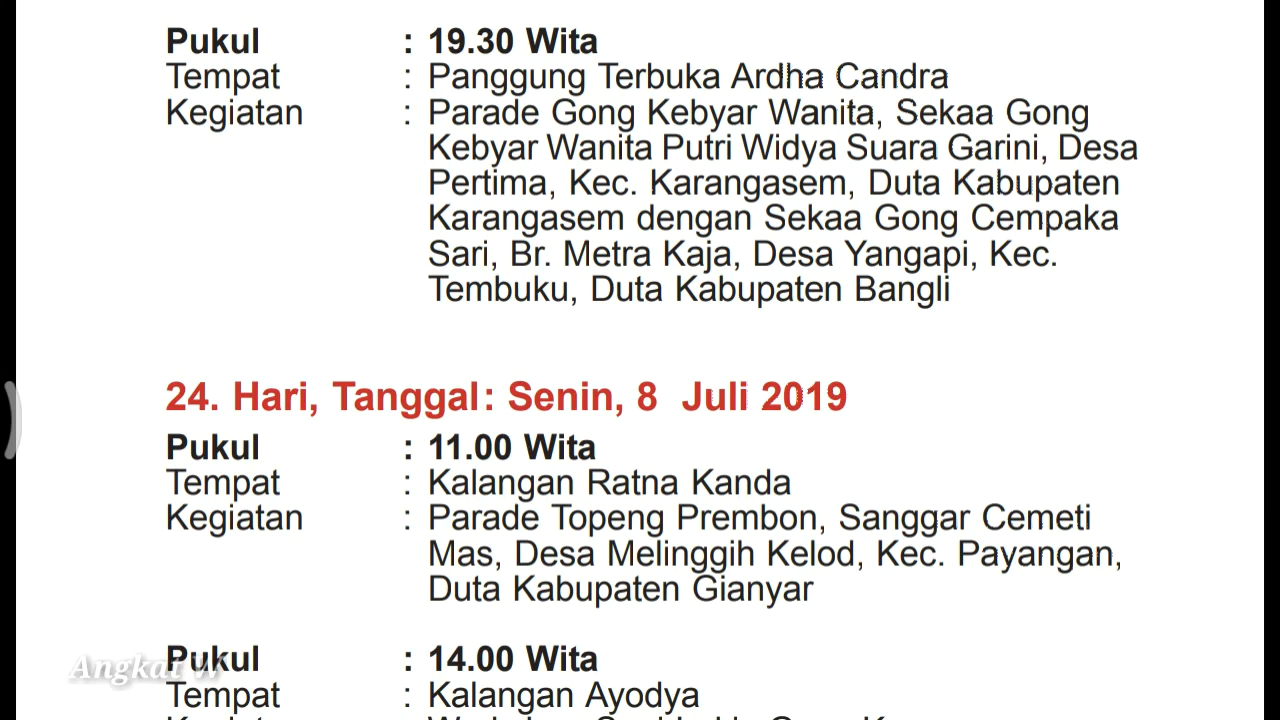 Pukul : 19.30 Wita
Tempat : Panggung Terbuka Ardha Candra
Kegiatan : Parade Gong Kebyar Wanita, Sekaa Gong
Kebyar Wanita Putri Widya Suara Garini, Desa
Pertima, Kec. Karangasem, Duta Kabupaten
Karangasem dengan Sekaa Gong Cempaka
Sari, Br. Metra Kaja, Desa Yangapi, Kec.
Tembuku, Duta Kabupaten Bangli
24. Hari, Tanggal: Senin, 8 Juli 2019
Pukul : 11.00 Wita
Tempat : Kalangan Ratna Kanda
Kegiatan : Parade Topeng Prembon, Sanggar Cemeti
Mas, Desa Melinggih Kelod, Kec. Payangan,
Duta Kabupaten Gianyar
Pukul : 14.00 Wita
Angkat W
Tempat : Kalangan Ayodya